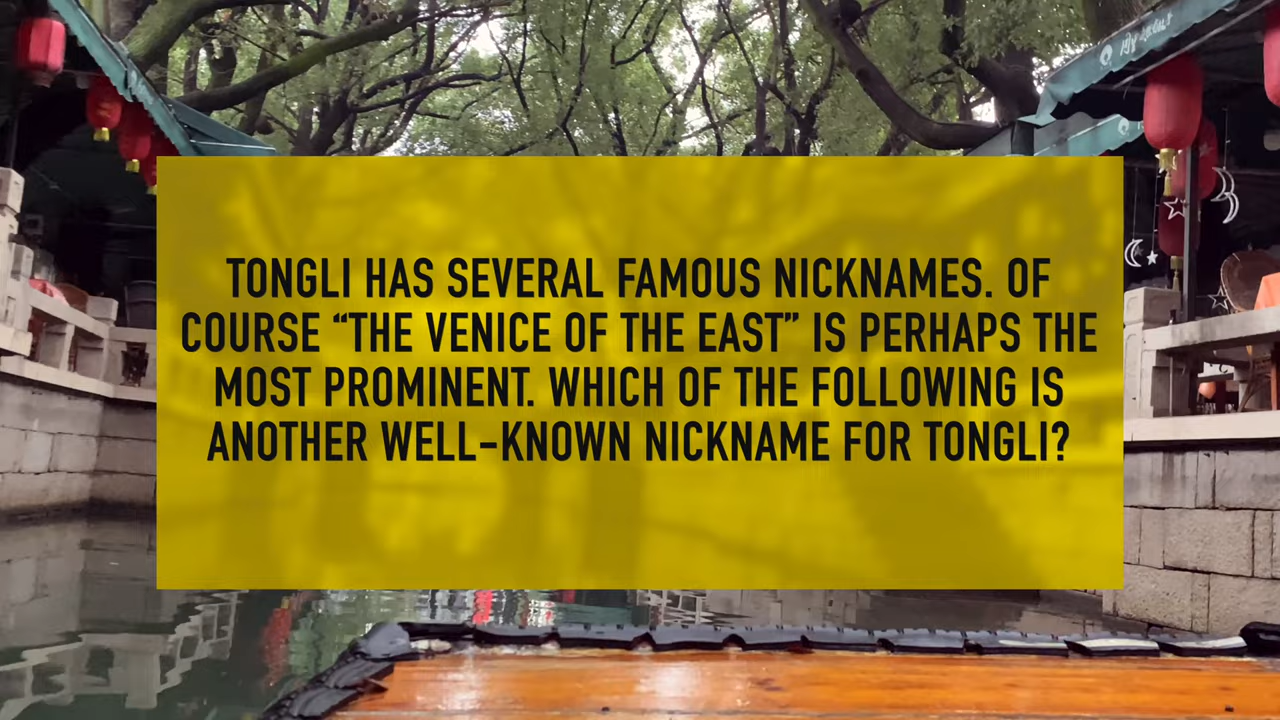 TONGLI HAS SEVERAL FAMOUS NICKNAMES. OF
COURSE “THE VENICE OF THE EAST” IS PERHAPS THE
MOST PROMINENT. WHICH OF THE FOLLOWING IS
ANOTHER WELL-KNOWN NICKNAME FOR TONGLI?